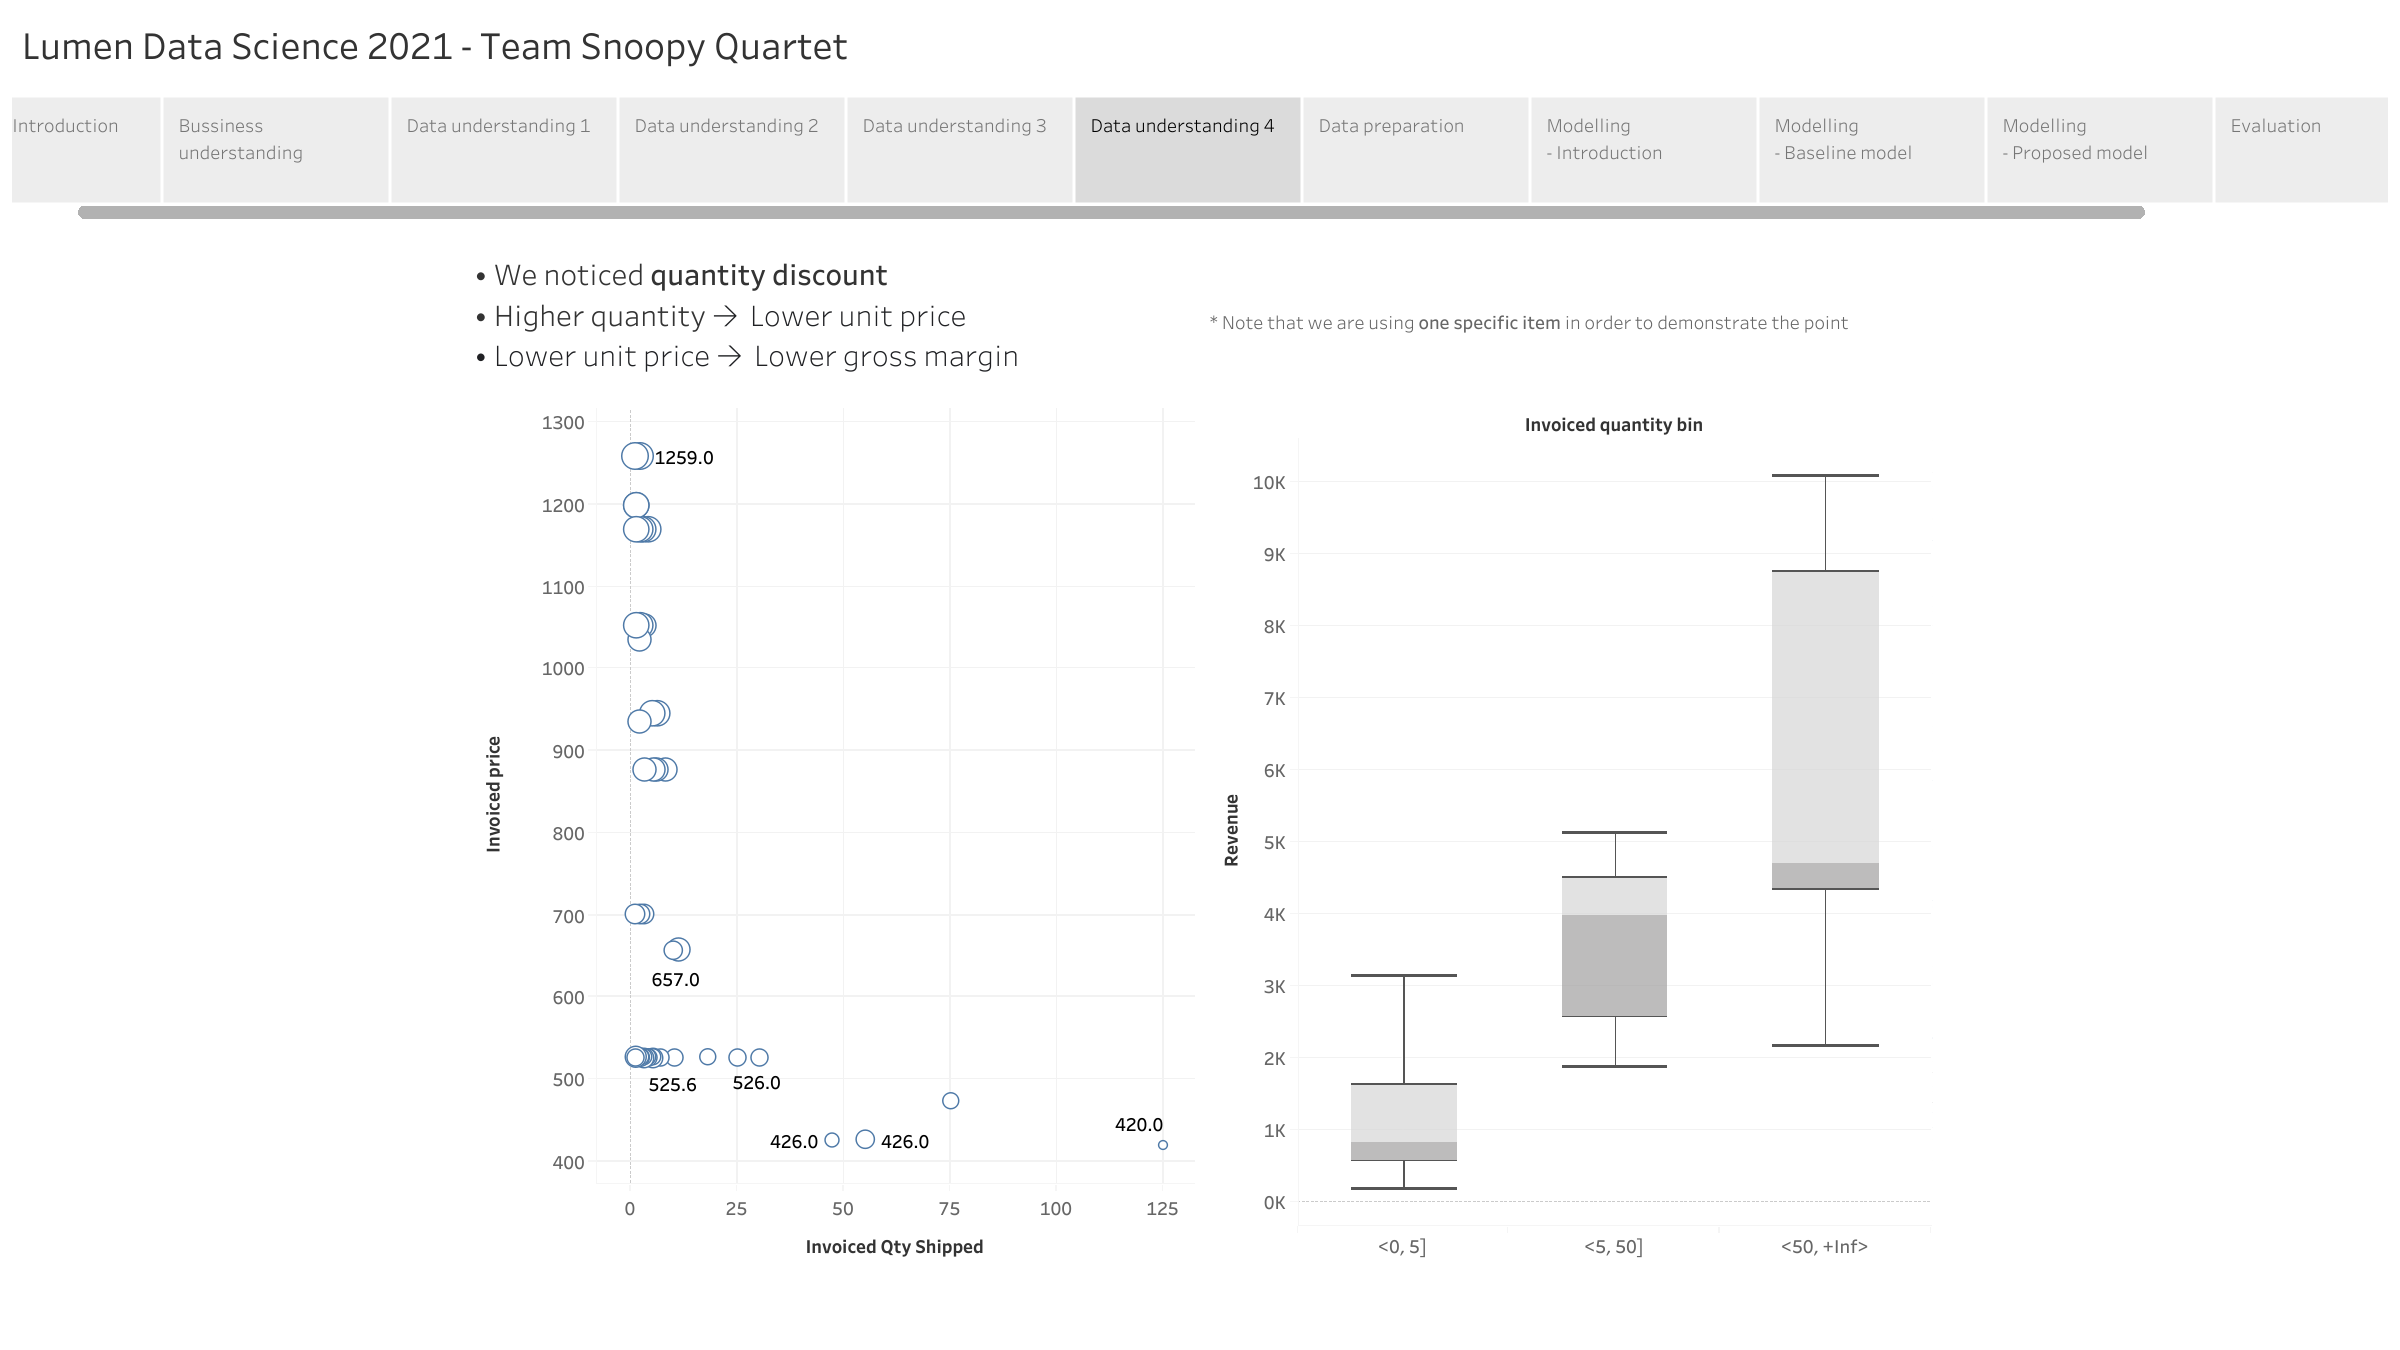 Lumen Data Science 2021 - Team Snoopy Quartet
Introduction
Bussiness
understanding
Data understanding 1
Data understanding 2
Data understanding 3
Data understanding 4
Data preparation
Modelling
- Introduction
Modelling
- Baseline model
Modelling
- Proposed model
Evaluation
• We noticed quantity discount
• Higher quantity → Lower unit price
• Lower unit price → Lower gross margin
* Note that we are using one specific item in order to demonstrate the point
Invoiced price
1300
1200
1100
1000
900
800
700
600
500
400
1259.0
657.0
525.6
526.0
426.0
426.0
420.0
0
25
50
75
100
125
Invoiced Qty Shipped
Invoiced quantity bin
Revenue
10K
9K
8K
7K
6K
5K
4K
3K
2K
1K
0K
<0, 5]
<5, 50]
<50, +Inf>